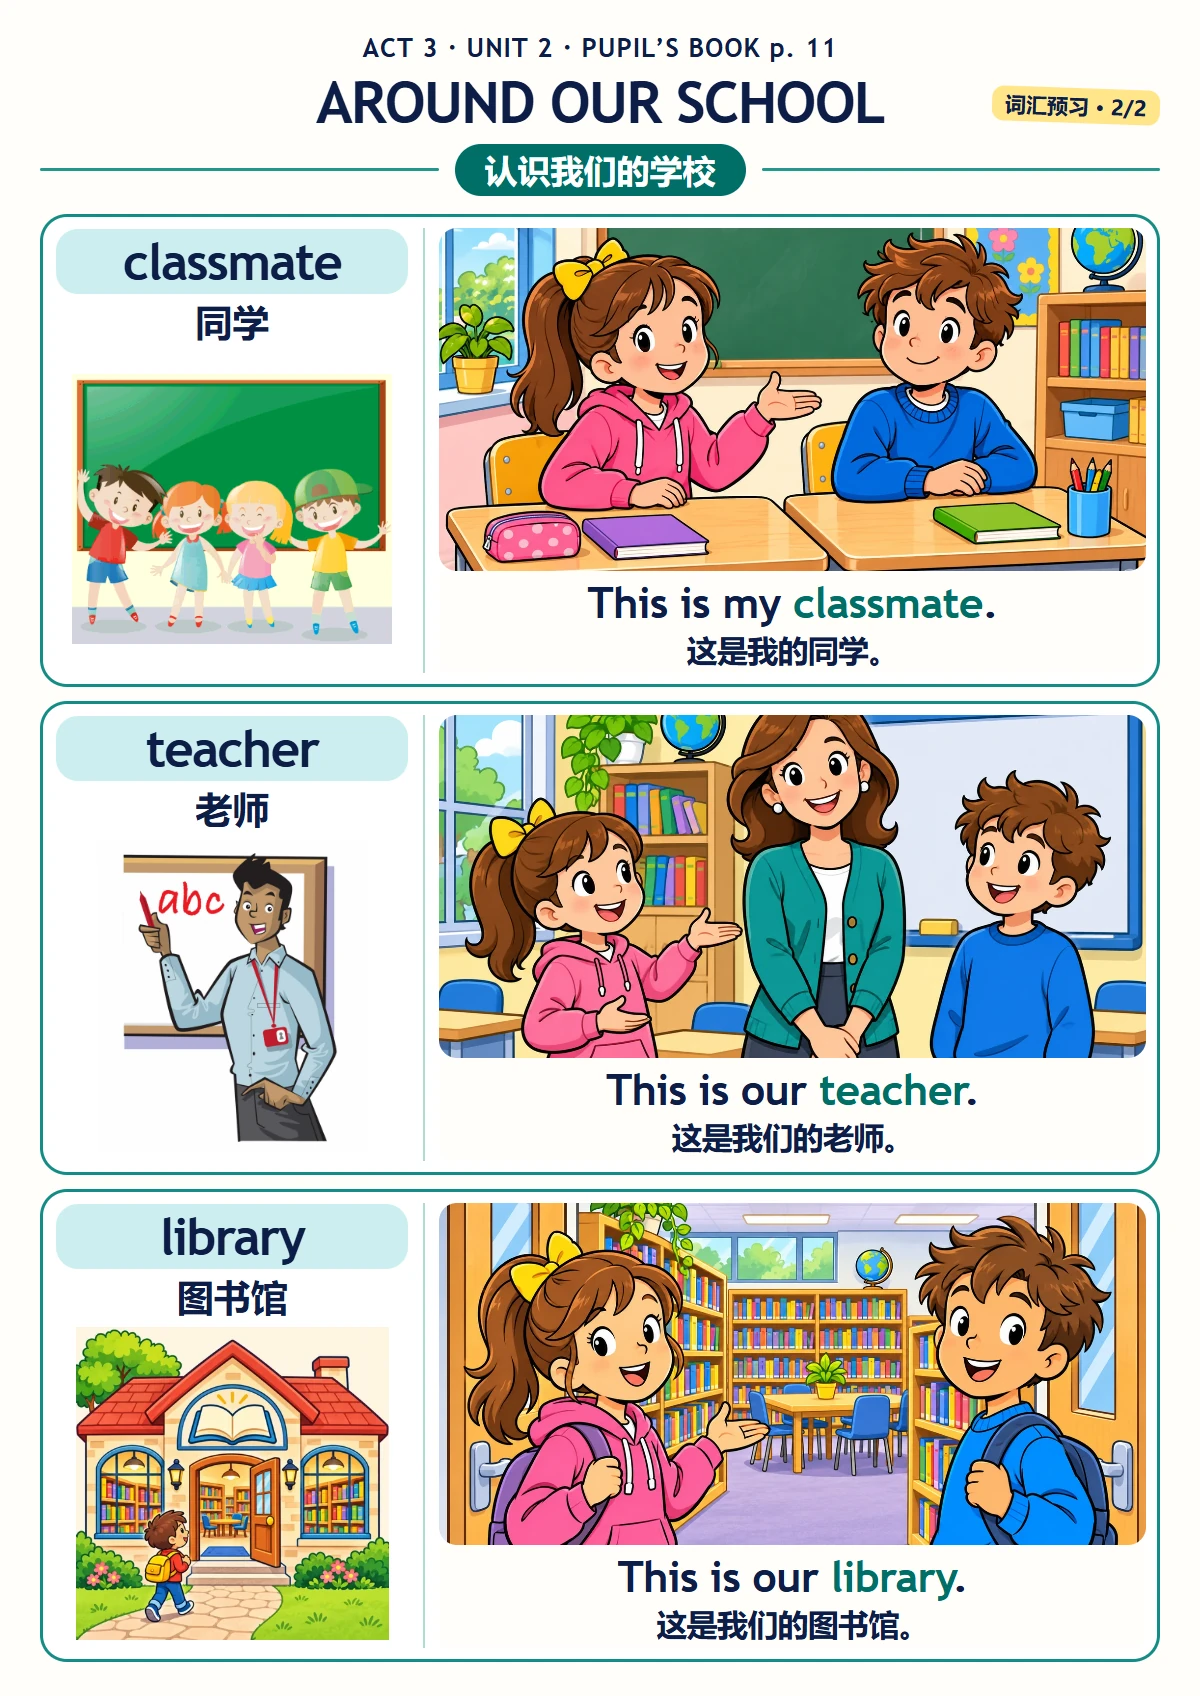 ACT 3 · UNIT 2 · PUPIL’S BOOK p. 11
AROUND OUR SCHOOL
词汇预习 · 2/2
认识我们的学校
classmate
同学
This is my classmate.
这是我的同学。
teacher
老师
abc
1
This is our teacher.
这是我们的老师。
library
图书馆
This is our library.
这是我们的图书馆。